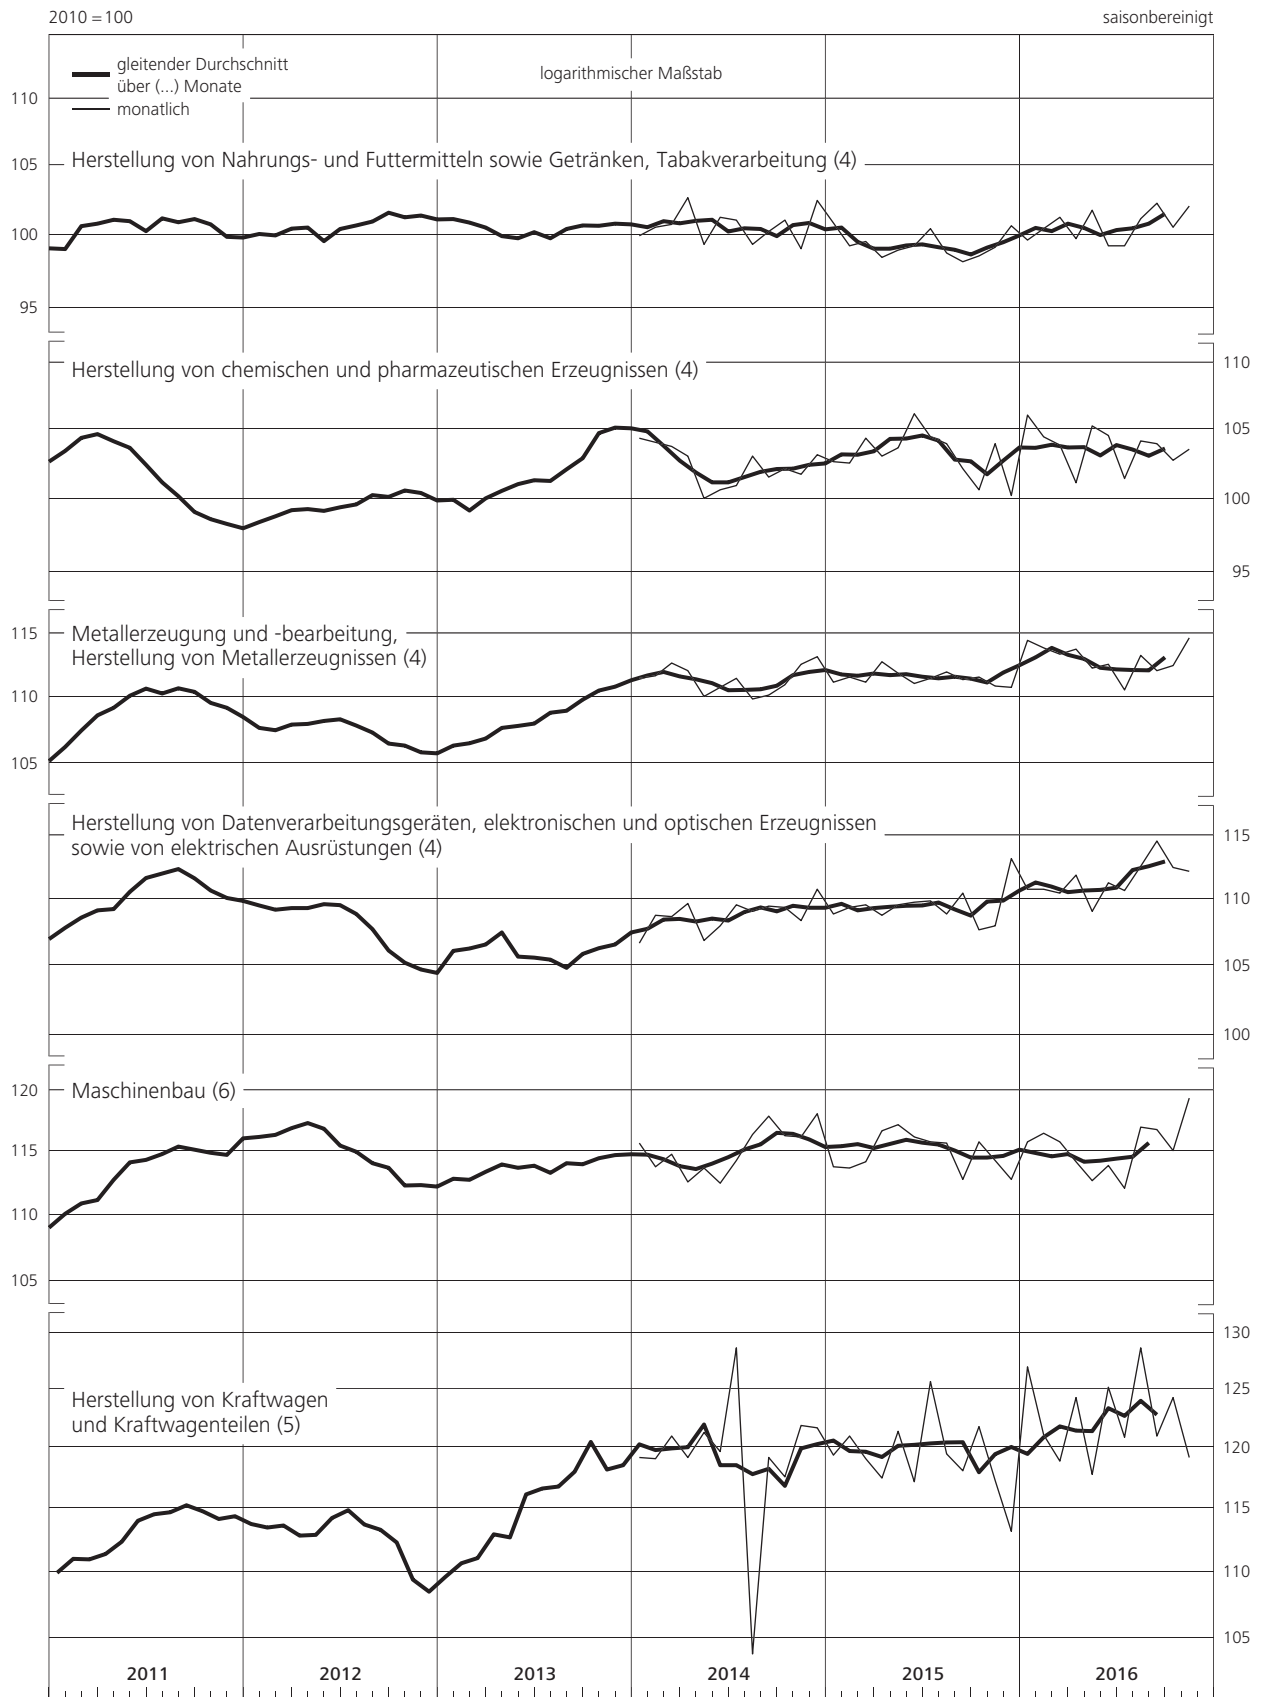 2010 = 100
saisonbereinigt
gleitender Durchschnitt
über (...) Monate
monatlich
logarithmischer Maßstab
110
105
100
95
Herstellung von Nahrungs- und Futtermitteln sowie Getränken, Tabakverarbeitung (4)
110
105
100
95
Herstellung von chemischen und pharmazeutischen Erzeugnissen (4)
115
110
105
Metallerzeugung und -bearbeitung,
Herstellung von Metallerzeugnissen (4)
115
110
105
100
Herstellung von Datenverarbeitungsgeräten, elektronischen und optischen Erzeugnissen
sowie von elektrischen Ausrüstungen (4)
120
115
110
105
Maschinenbau (6)
130
125
120
115
110
105
Herstellung von Kraftwagen
und Kraftwagenteilen (5)
2011 2012 2013 2014 2015 2016